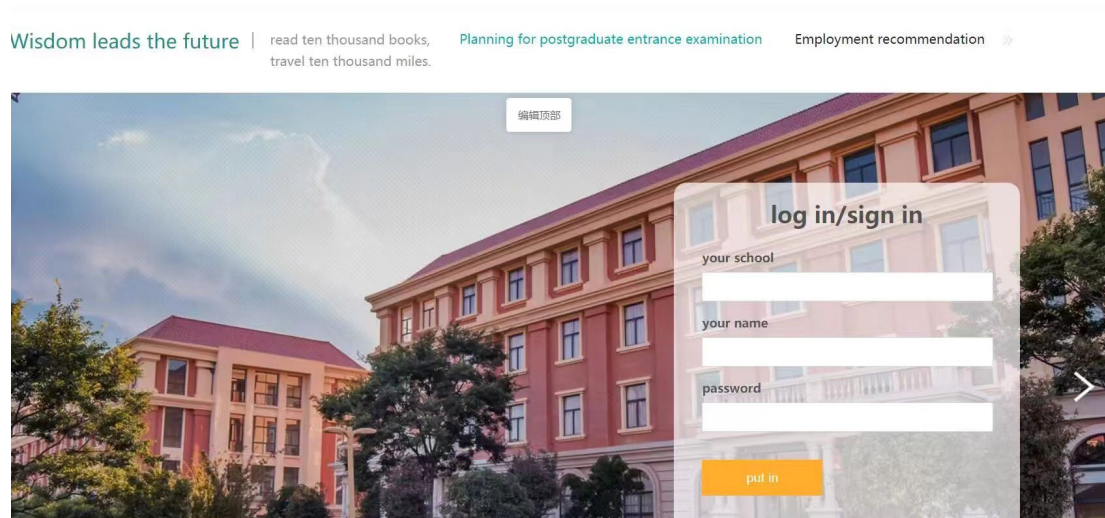 Wisdom leads the future
read ten thousand books,
travel ten thousand miles.
Planning for postgraduate entrance examination
Employment recommendation
编辑顶部
log in/sign in
your school
your name
password
put in